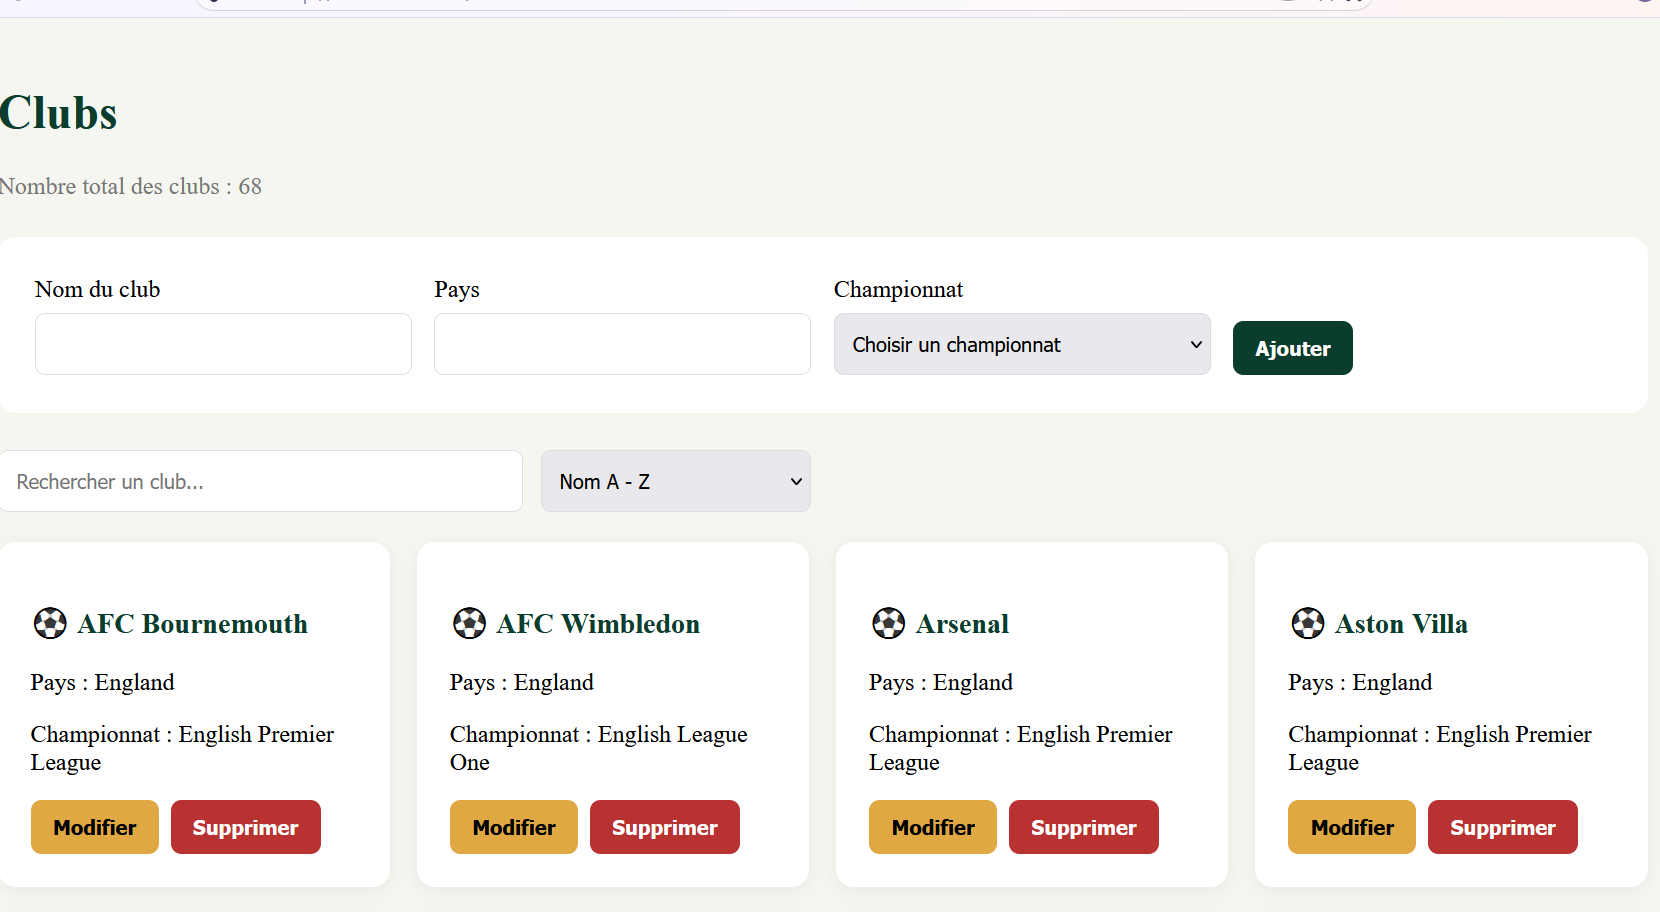 Clubs
Nombre total des clubs : 68
Nom du club
Pays
Championnat
Choisir un championnat
Ajouter
Rechercher un club...
Nom A - Z
AFC Bournemouth
Pays : England
Championnat : English Premier
League
Modifier
Supprimer
AFC Wimbledon
Pays : England
Championnat : English League
One
Modifier
Supprimer
Arsenal
Pays : England
Championnat : English Premier
League
Modifier
Supprimer
Aston Villa
Pays : England
Championnat : English Premier
League
Modifier
Supprimer